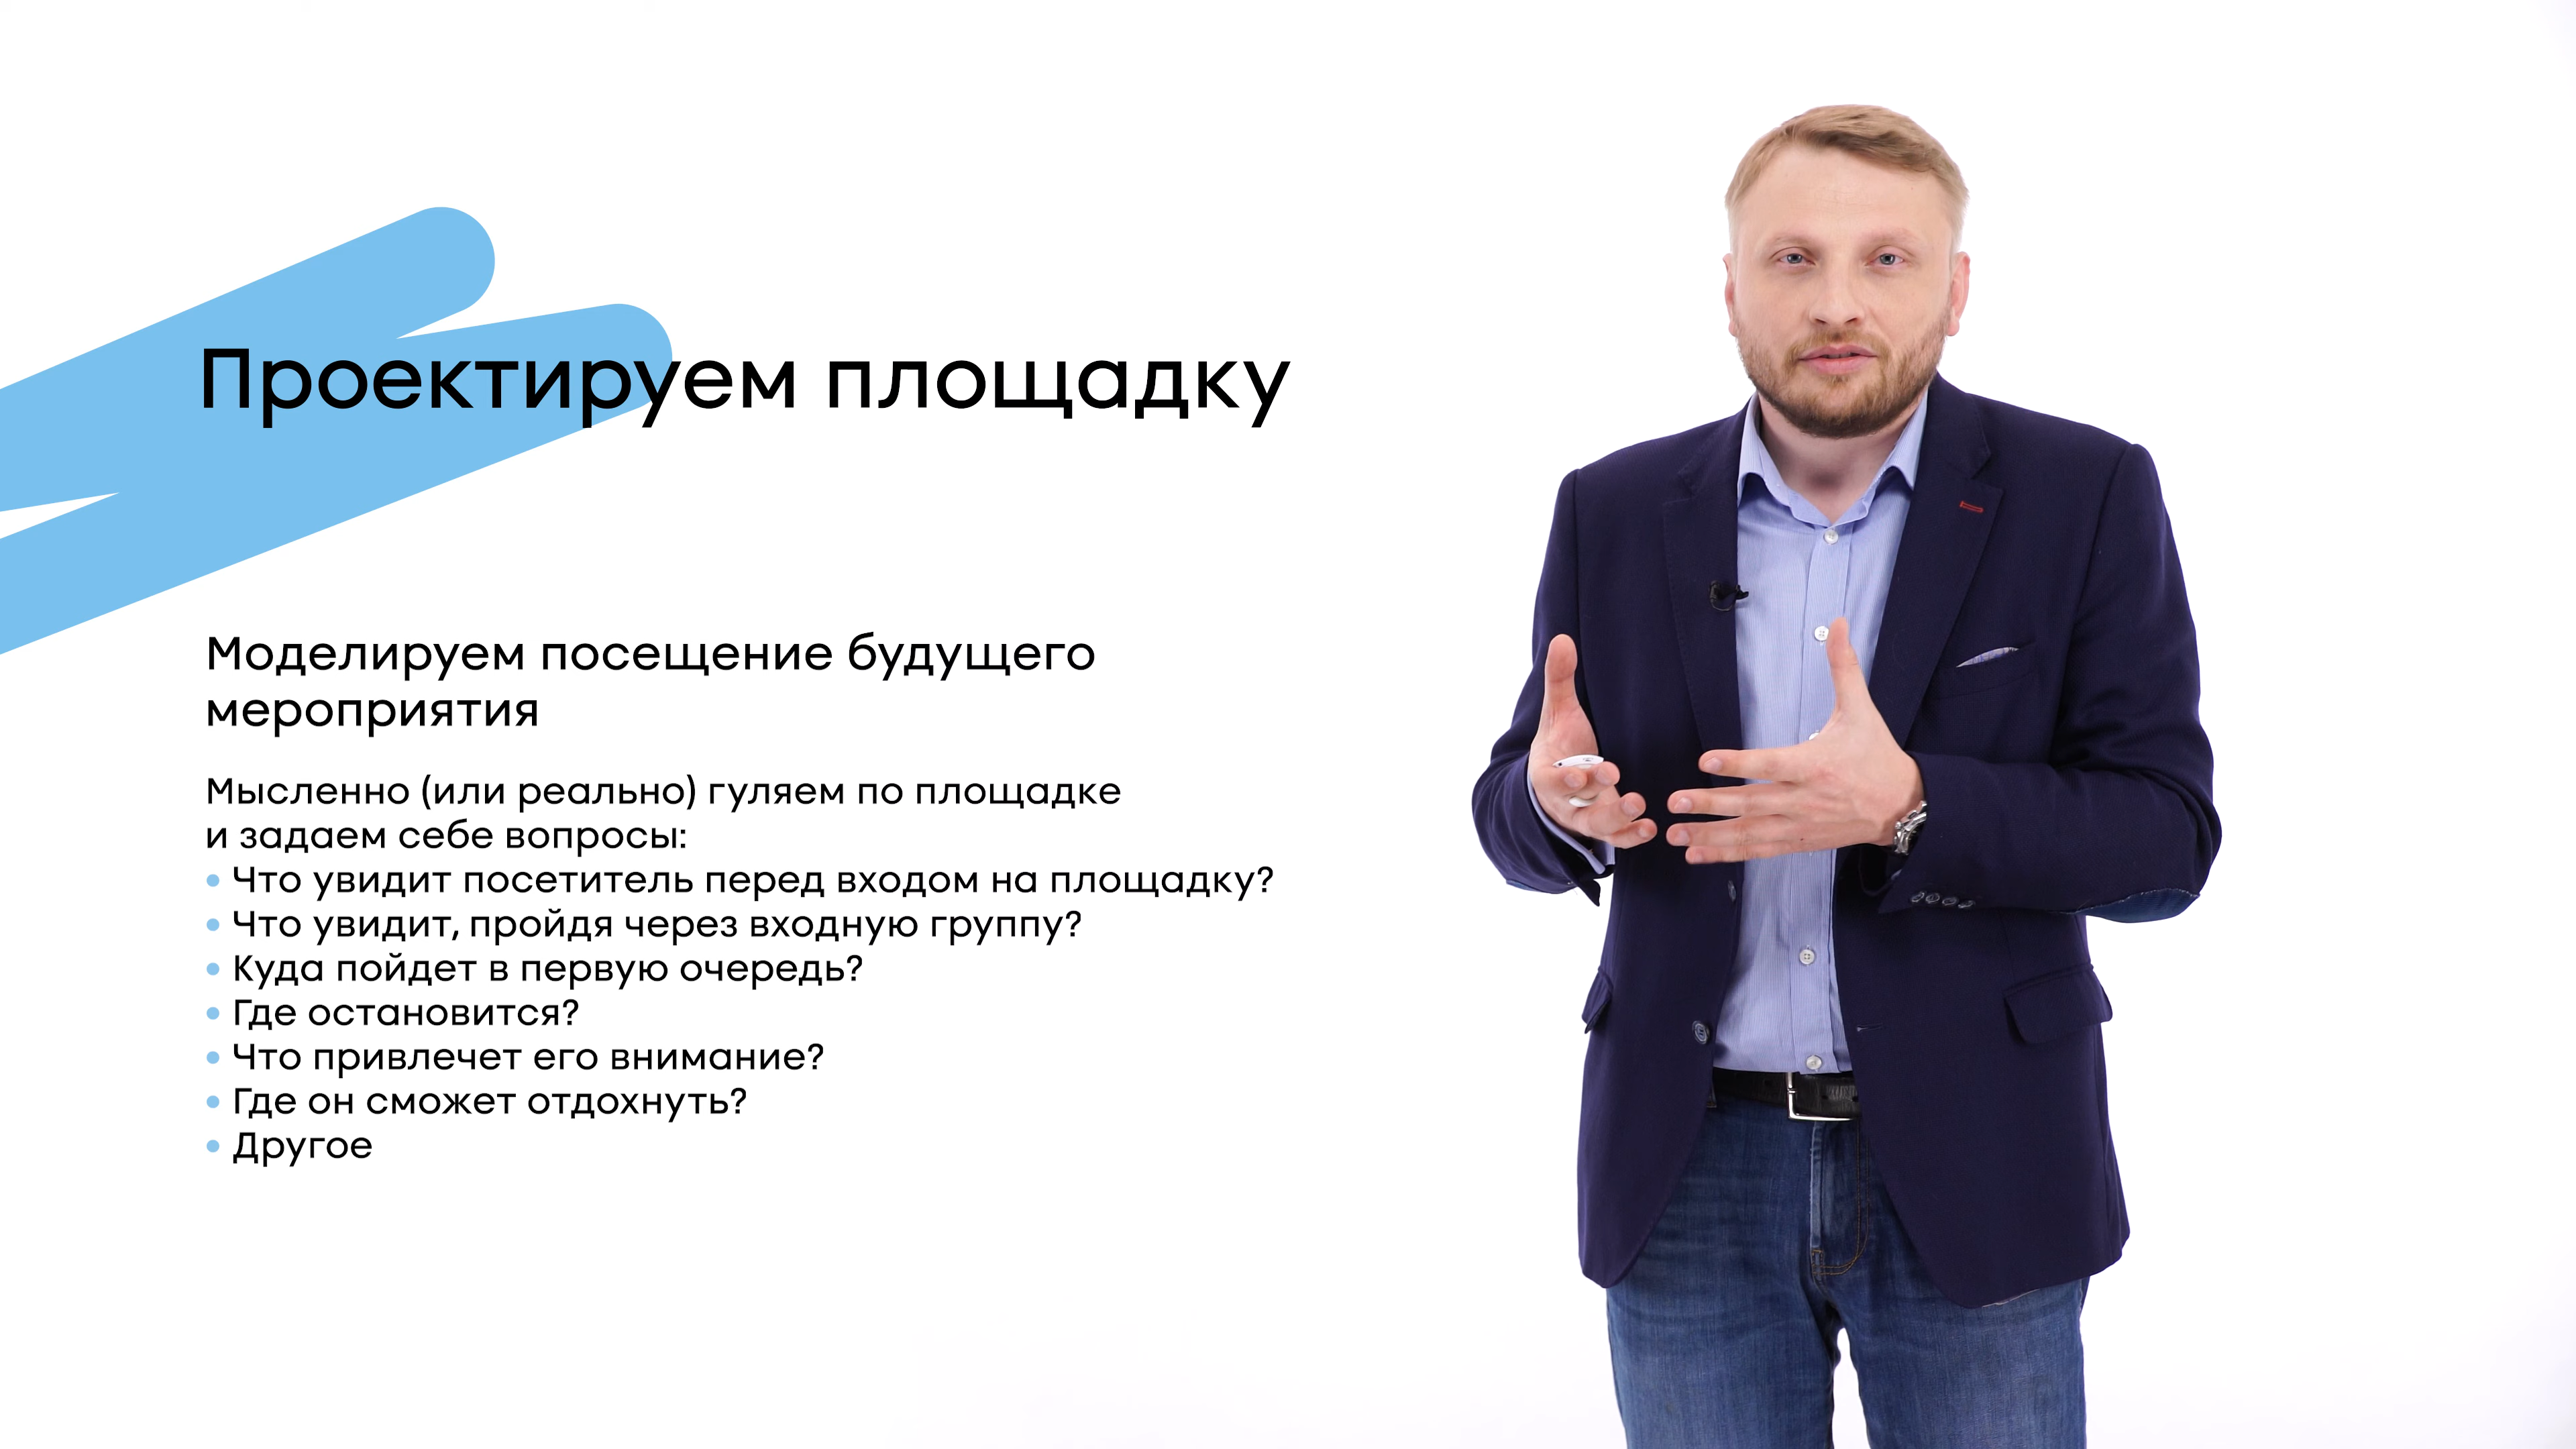 Проектируем площадку
Моделируем посещение будущего
мероприятия
Мысленно (или реально) гуляем по площадке
и задаем себе вопросы:
• Что увидит посетитель перед входом на площадку?
• Что увидит, пройдя через входную группу?
• Куда пойдет в первую очередь?
• Где остановится?
• Что привлечет его внимание?
• Где он сможет отдохнуть?
• Другое